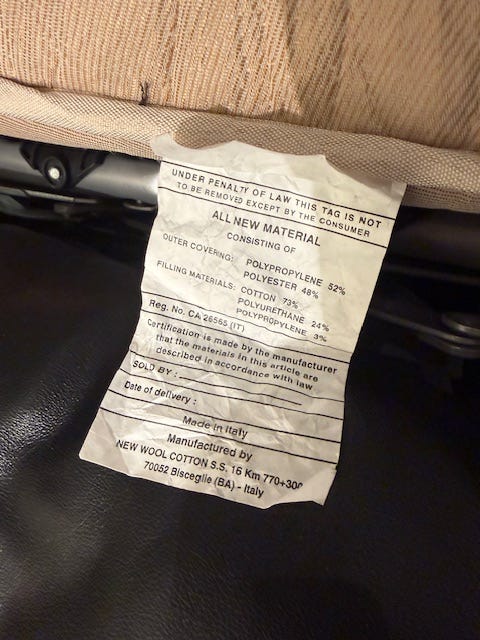 UNDER PENALTY OF LAW THIS TAG IS NOT
TO BE REMOVED EXCEPT BY THE CONSUMER
ALL NEW MATERIAL
CONSISTING OF
OUTER COVERING: POLYPROPYLENE 52%
POLYESTER 48%
FILLING MATERIALS: COTTON 73%
POLYURETHANE 24%
POLYPROPYLENE 3%
Reg. No. CA 26565 (IT)
Certification is made by the manufacturer
that the materials in this article are
described in accordance with law
SOLD BY :
Date of delivery :
Made in Italy
Manufactured by
NEW WOOL COTTON S.S. 16 Km 770+300
70052 Bisceglie (BA) - Italy